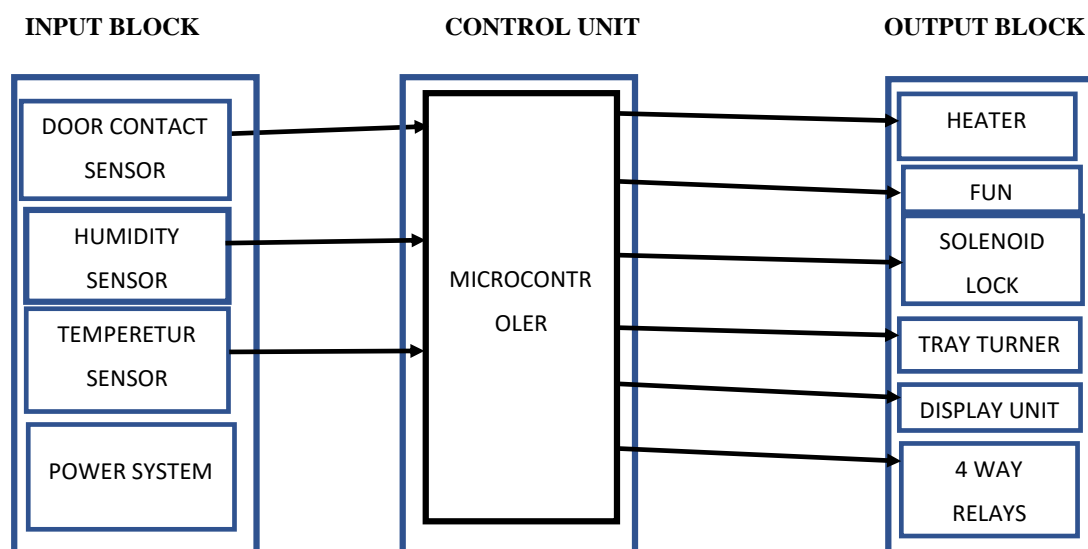 INPUT BLOCK
CONTROL UNIT
OUTPUT BLOCK
DOOR CONTACT
SENSOR
HUMIDITY
SENSOR
TEMPERETUR
SENSOR
POWER SYSTEM
MICROCONTR
OLER
HEATER
FUN
SOLENOID
LOCK
TRAY TURNER
DISPLAY UNIT
4 WAY
RELAYS